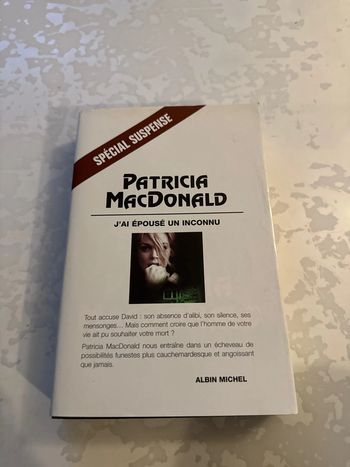 SPÉCIAL SUSPENSE
PATRICIA
MACDONALD
J'AI ÉPOUSÉ UN INCONNU
Tout accuse David : son absence d'alibi, son silence, ses
mensonges... Mais comment croire que l'homme de votre
vie ait pu souhaiter votre mort ?
Patricia MacDonald nous entraîne dans un écheveau de
possibilités funestes plus cauchemardesque et angoissant
que jamais.
ALBIN MICHEL